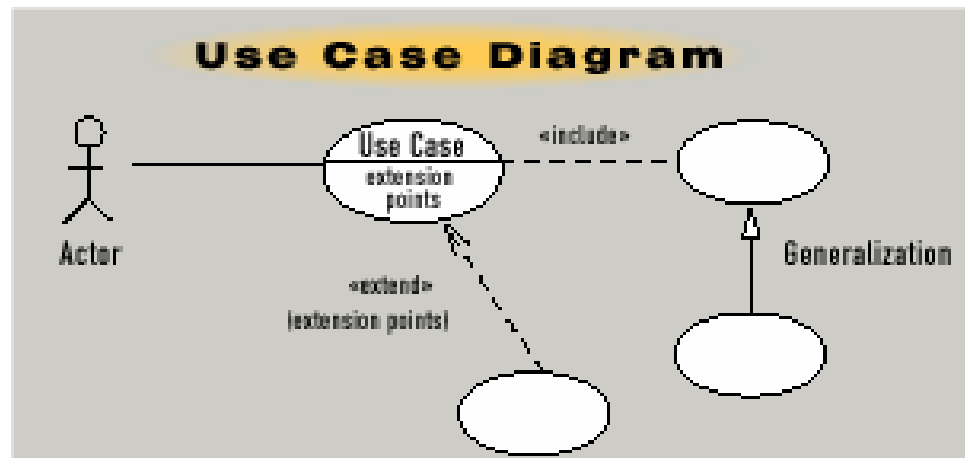 Use Case Diagram
Use Case
«include»
extension
points
Actor
Generalization
«extend»
(extension points)